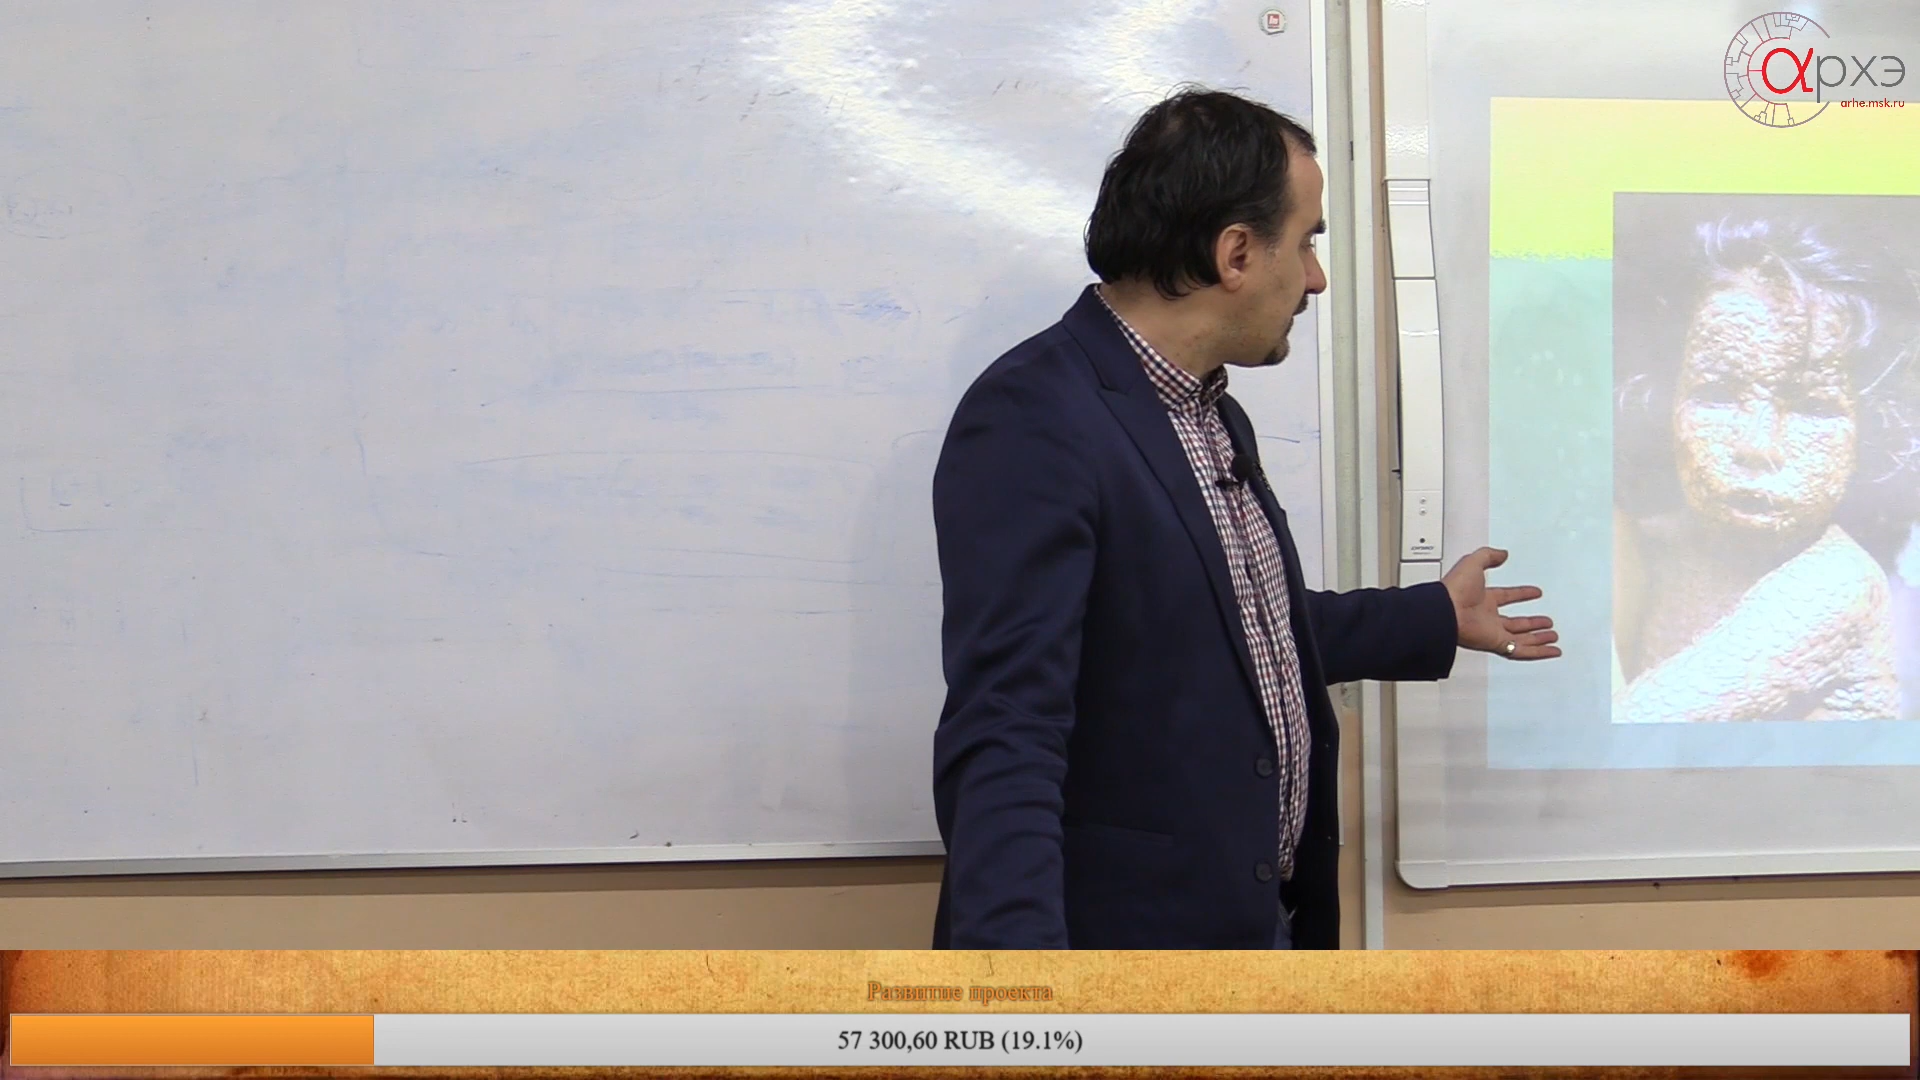 αрхэ
arhe.msk.ru
Развитие проекта
57 300,60 RUB (19.1%)